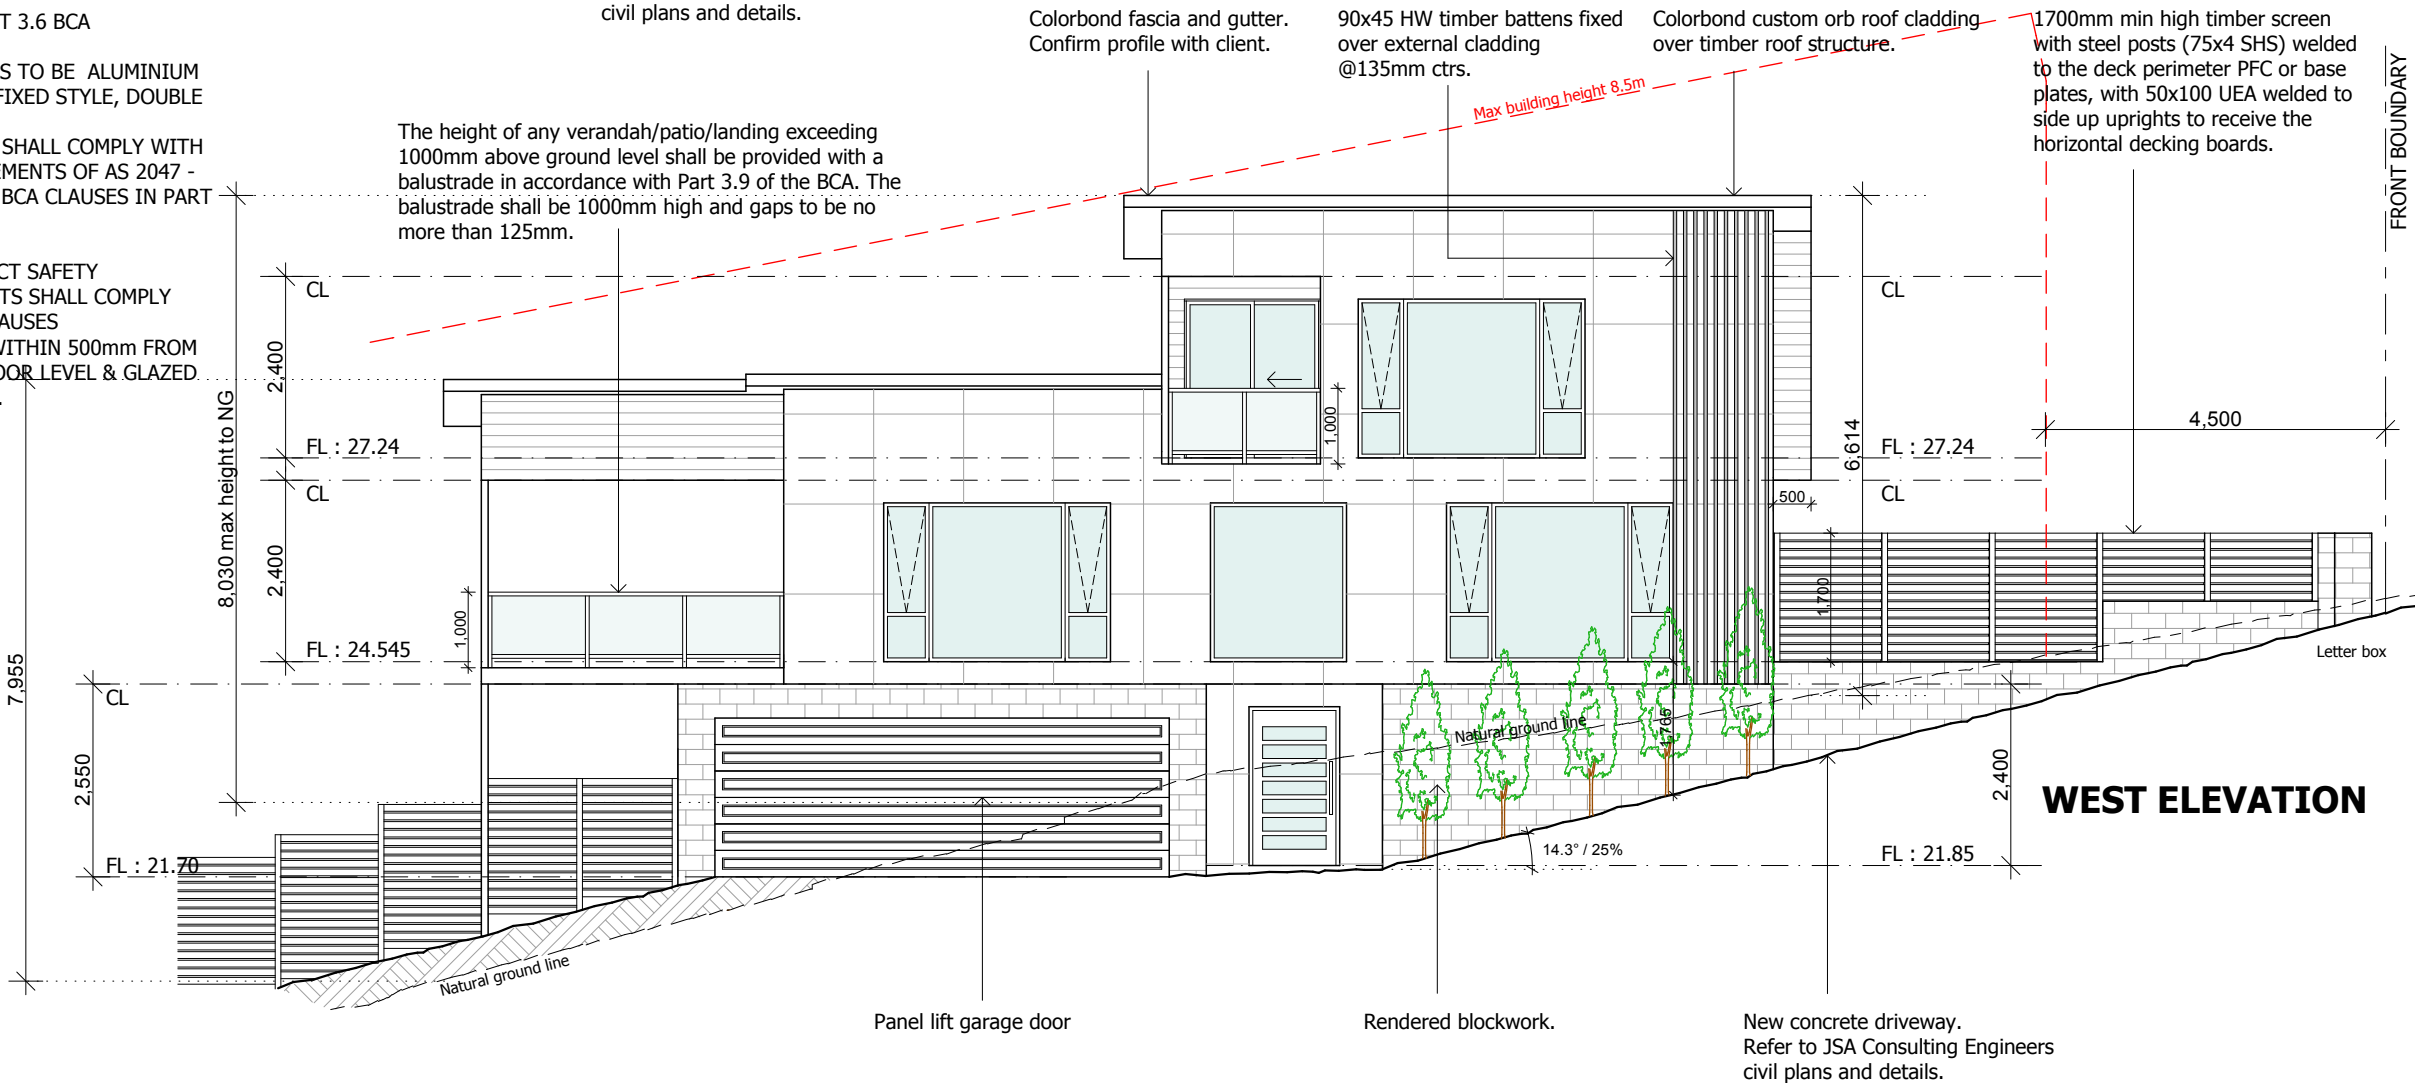 T 3.6 BCA
S TO BE  ALUMINIUM
FIXED STYLE, DOUBLE
SHALL COMPLY WITH
EMENTS OF AS 2047 -
BCA CLAUSES IN PART
CT SAFETY
TS SHALL COMPLY
AUSES
WITHIN 500mm FROM
OOR LEVEL & GLAZED
.
civil plans and details.
Colorbond fascia and gutter.
Confirm profile with client.
90x45 HW timber battens fixed
over external cladding
@135mm ctrs.
Colorbond custom orb roof cladding
over timber roof structure.
1700mm min high timber screen
with steel posts (75x4 SHS) welded
to the deck perimeter PFC or base
plates, with 50x100 UEA welded to
side up uprights to receive the
horizontal decking boards.
FRONT BOUNDARY
Max building height 8.5m
The height of any verandah/patio/landing exceeding
1000mm above ground level shall be provided with a
balustrade in accordance with Part 3.9 of the BCA. The
balustrade shall be 1000mm high and gaps to be no
more than 125mm.
CL
CL
2,400
8,030 max height to NG
1,000
6,614
4,500
FL : 27.24
FL : 27.24
CL
CL
500
2,400
1,000
1,700
FL : 24.545
7,955
Letter box
CL
2,550
Natural ground line
1,765
2,400
WEST ELEVATION
FL : 21.70
14.3° / 25%
FL : 21.85
Natural ground line
Panel lift garage door
Rendered blockwork.
New concrete driveway.
Refer to JSA Consulting Engineers
civil plans and details.